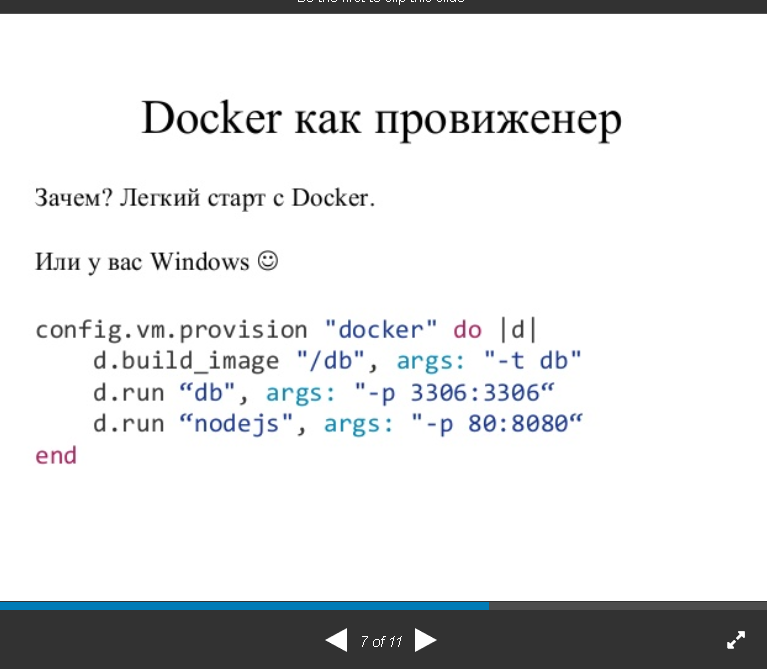 Be the first to clip this slide
Docker как провиженер
Зачем? Легкий старт с Docker.
Или у вас Windows ☺
config.vm.provision "docker" do |d|
    d.build_image "/db", args: "-t db"
    d.run “db", args: "-p 3306:3306“
    d.run “nodejs", args: "-p 80:8080“
end
7 of 11